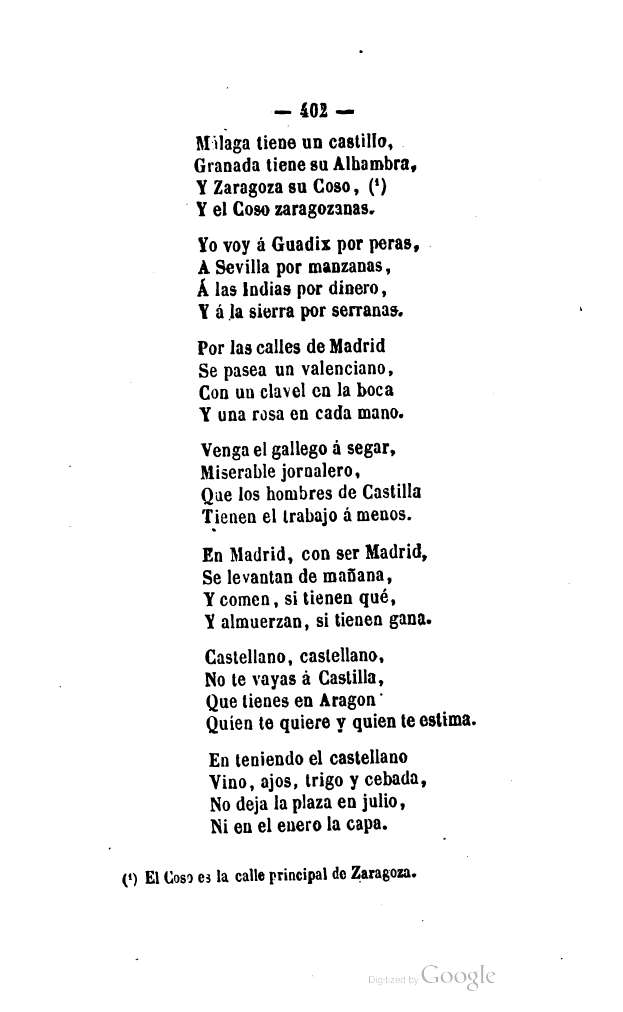 — 402 —
Málaga tiene un castillo,
Granada tiene su Alhambra,
Y Zaragoza su Coso, (¹)
Y el Coso zaragozanas.
Yo voy á Guadix por peras,
A Sevilla por manzanas,
Á las Indias por dinero,
Y á la sierra por serranas.
Por las calles de Madrid
Se pasea un valenciano,
Con un clavel en la boca
Y una rosa en cada mano.
Venga el gallego á segar,
Miserable jornalero,
Que los hombres de Castilla
Tienen el trabajo á menos.
En Madrid, con ser Madrid,
Se levantan de mañana,
Y comen, si tienen qué,
Y almuerzan, si tienen gana.
Castellano, castellano,
No te vayas á Castilla,
Que tienes en Aragon
Quien te quiere y quien te estima.
En teniendo el castellano
Vino, ajos, trigo y cebada,
No deja la plaza en julio,
Ni en el enero la capa.
(¹) El Coso es la calle principal de Zaragoza.
Digitized by Google